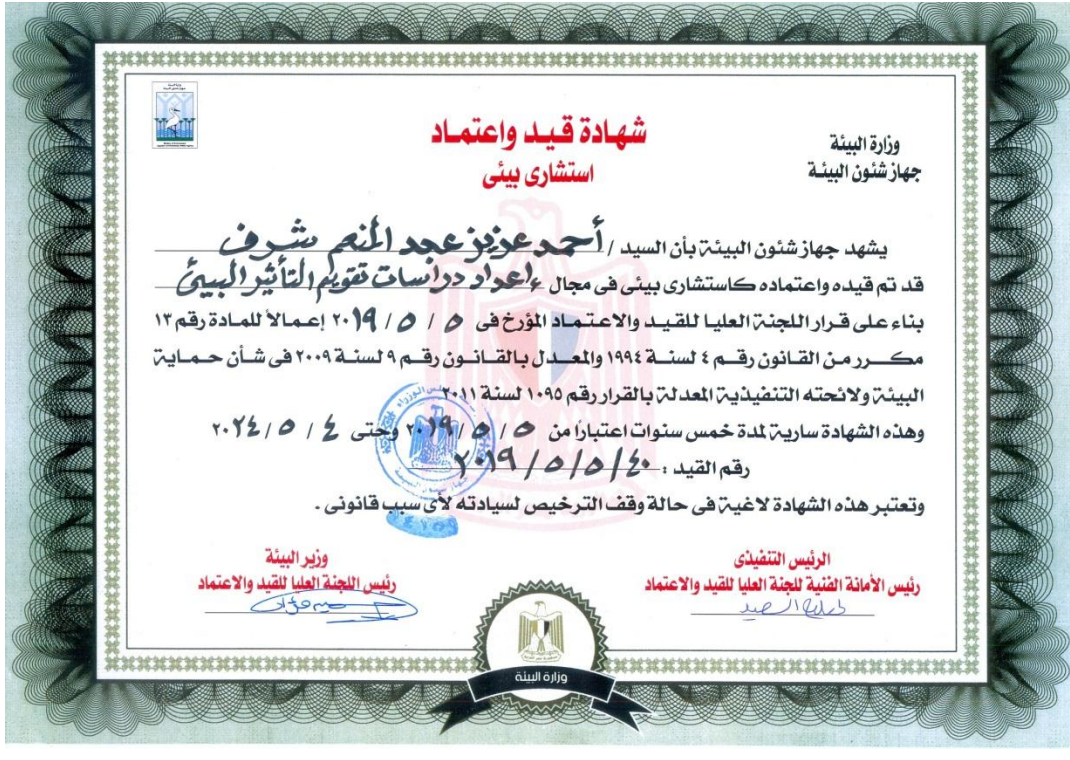 وزارة البيئة
جهاز شئون البيئة
شهادة قيد واعتماد
استشارى بيئى
يشهد جهاز شئون البيئة بأن السيد / أحمد عزيز عبد المنعم شرف
قد تم قيده واعتماده كاستشارى بيئى فى مجال / إعداد دراسات تقويم التأثير البيئى
بناء على قرار اللجنة العليا للقيد والاعتماد المؤرخ فى ٥ / ٥ / ٢٠١٩ إعمالاً للمادة رقم ١٣
مكرر من القانون رقم ٤ لسنة ١٩٩٤ والمعدل بالقانون رقم ٩ لسنة ٢٠٠٩ فى شأن حماية
البيئة ولائحته التنفيذية المعدلة بالقرار رقم ١٠٩٥ لسنة ٢٠١١
وهذه الشهادة سارية لمدة خمس سنوات اعتبارًا من ٥ / ٥ / ٢٠١٩ وحتى ٤ / ٥ / ٢٠٢٤
رقم القيد : ٤٠ / ٥ / ٥ / ٢٠١٩
وتعتبر هذه الشهادة لاغية فى حالة وقف الترخيص لسيادته لأى سبب قانونى .
الرئيس التنفيذى
رئيس الأمانة الفنية للجنة العليا للقيد والاعتماد
وزير البيئة
رئيس اللجنة العليا للقيد والاعتماد
وزارة البيئة